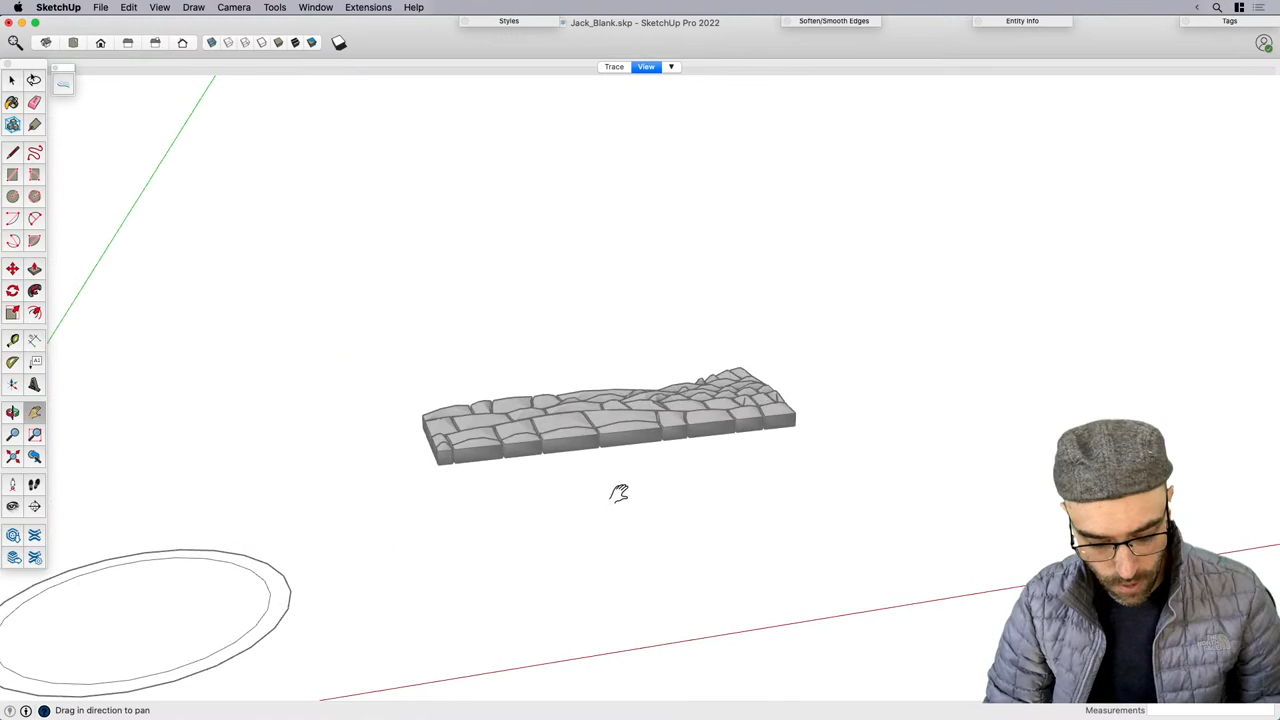 SketchUp File Edit View Camera Draw Tools Window Extensions Help
Styles
Jack_Blank.skp - SketchUp Pro 2022
Soften/Smooth Edges
Entity Info
Tags
Trace View
Drag in direction to pan
Measurements